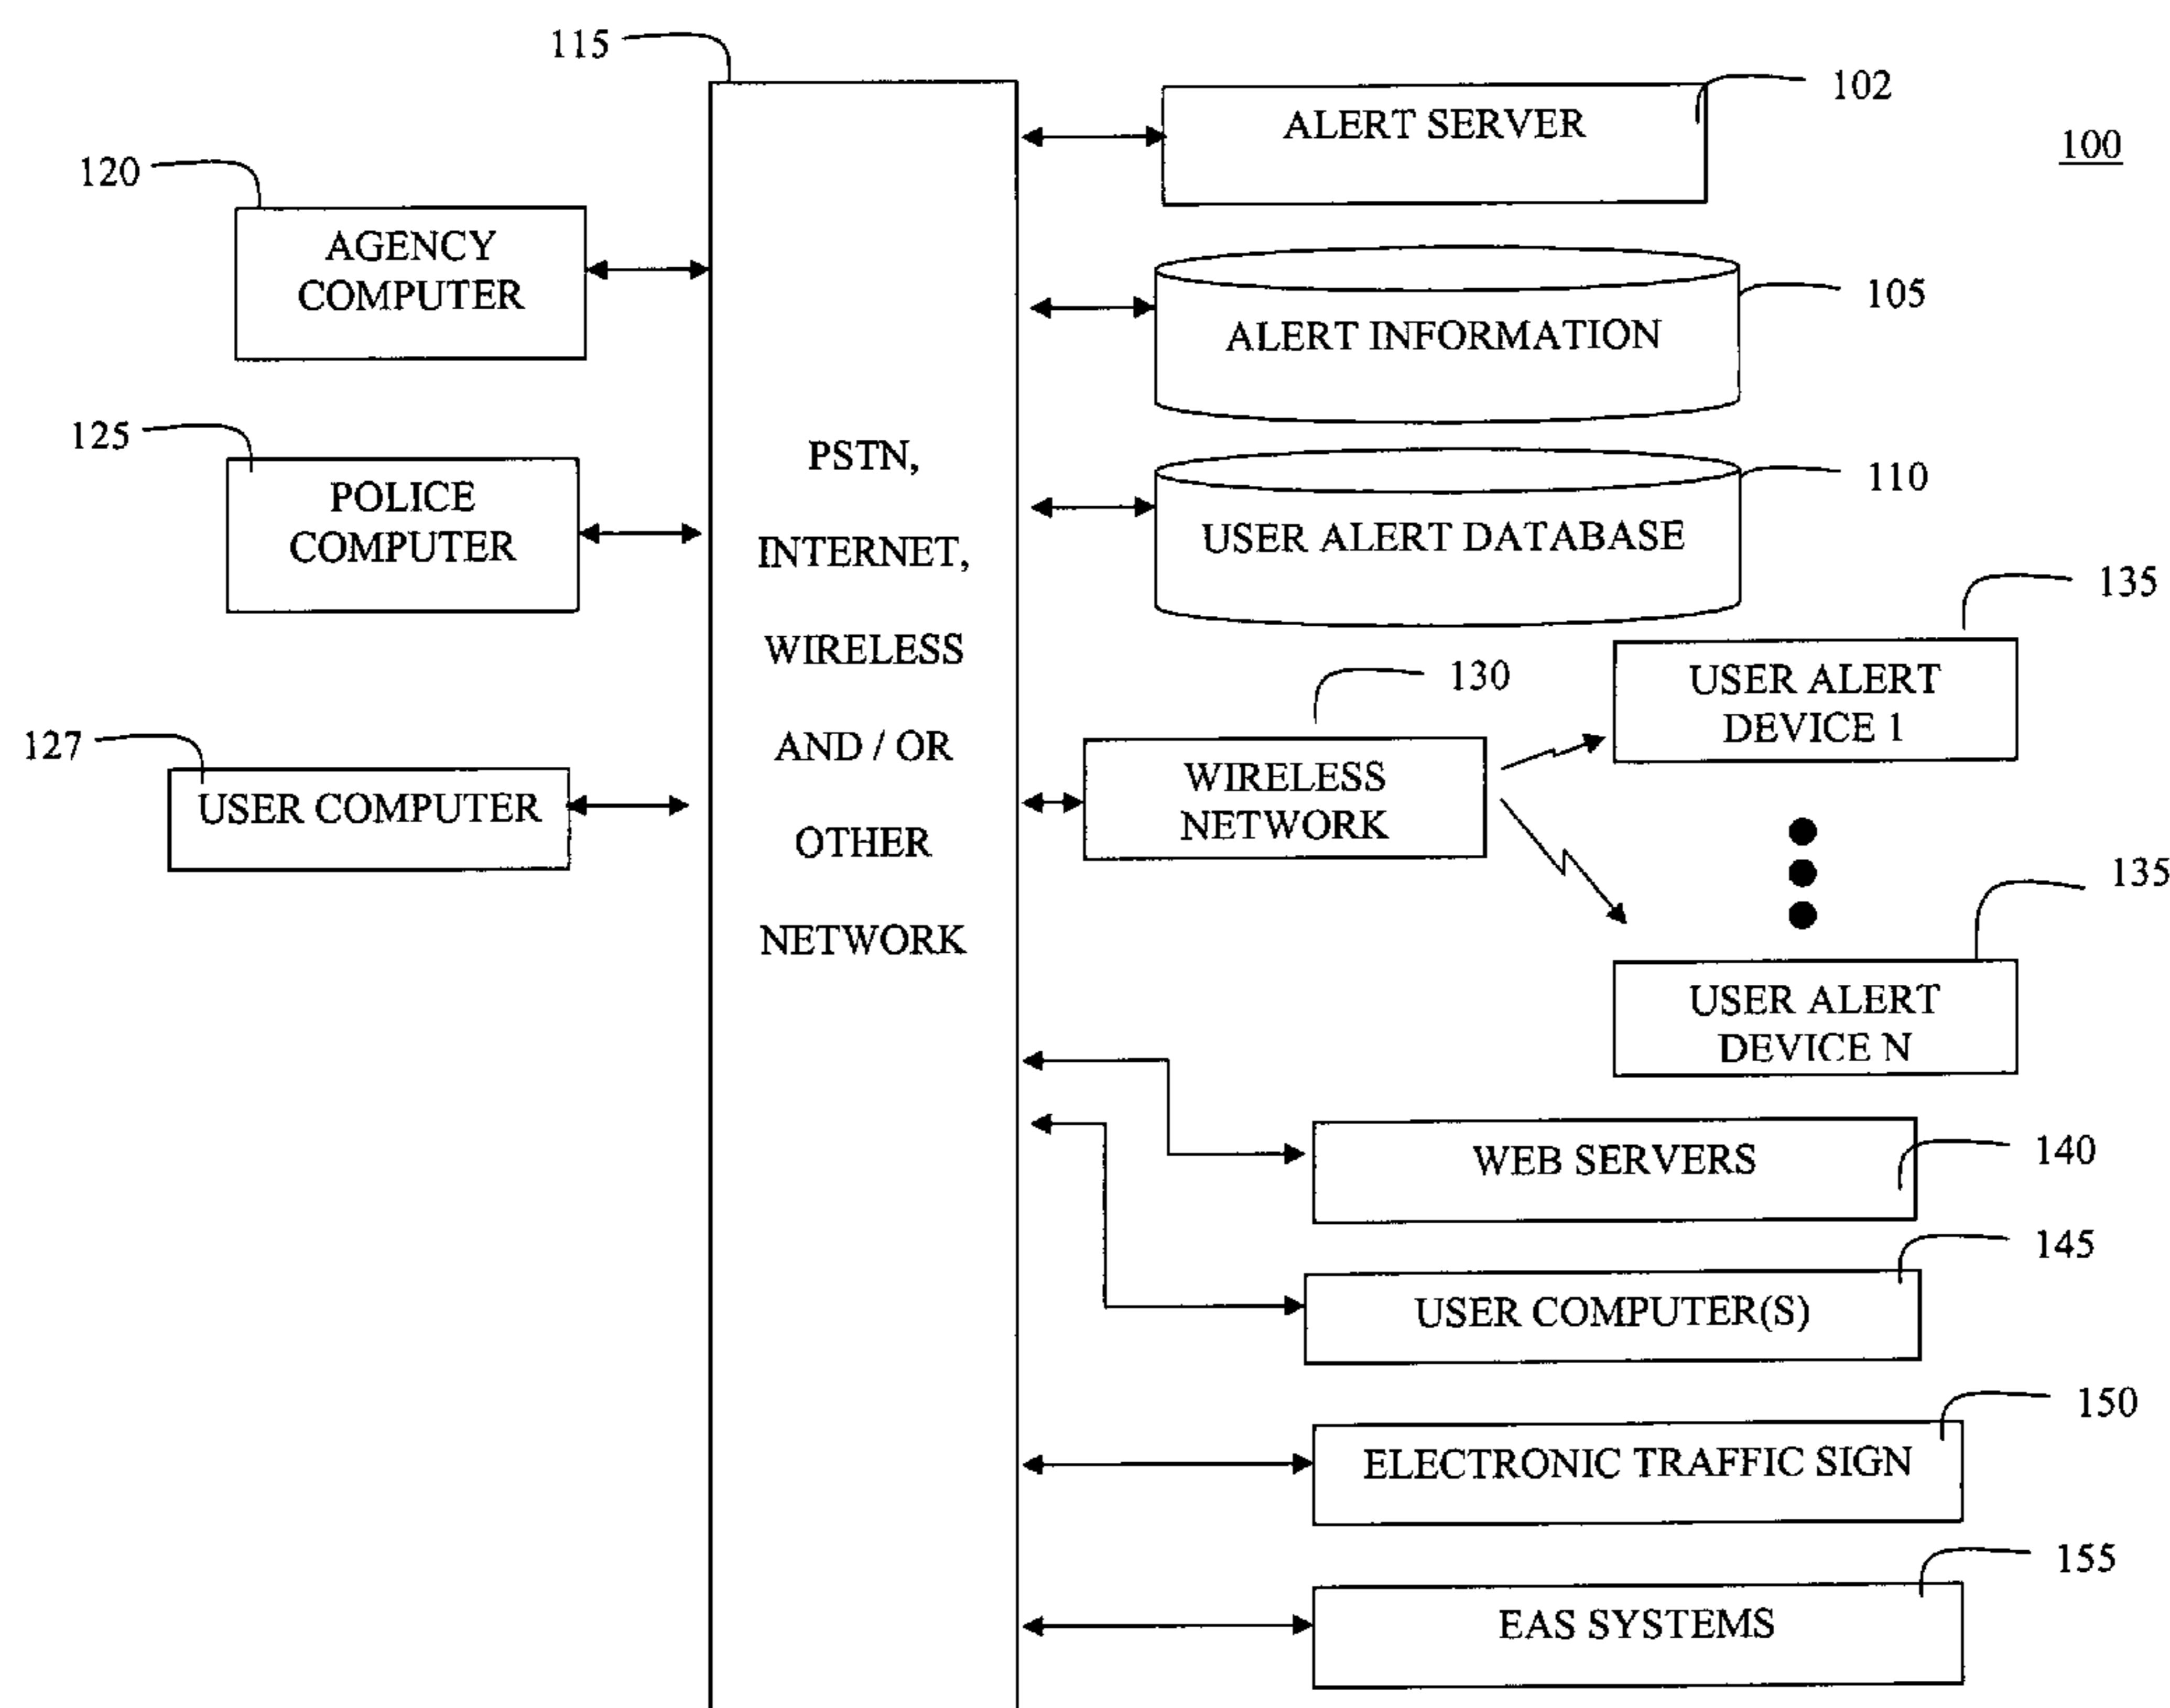 115
102
ALERT SERVER
100
120
AGENCY
COMPUTER
105
ALERT INFORMATION
125
POLICE
COMPUTER
110
USER ALERT DATABASE
PSTN,
INTERNET,
WIRELESS
AND / OR
OTHER
NETWORK
127
USER COMPUTER
130
WIRELESS
NETWORK
135
USER ALERT
DEVICE 1
135
USER ALERT
DEVICE N
140
WEB SERVERS
145
USER COMPUTER(S)
150
ELECTRONIC TRAFFIC SIGN
155
EAS SYSTEMS